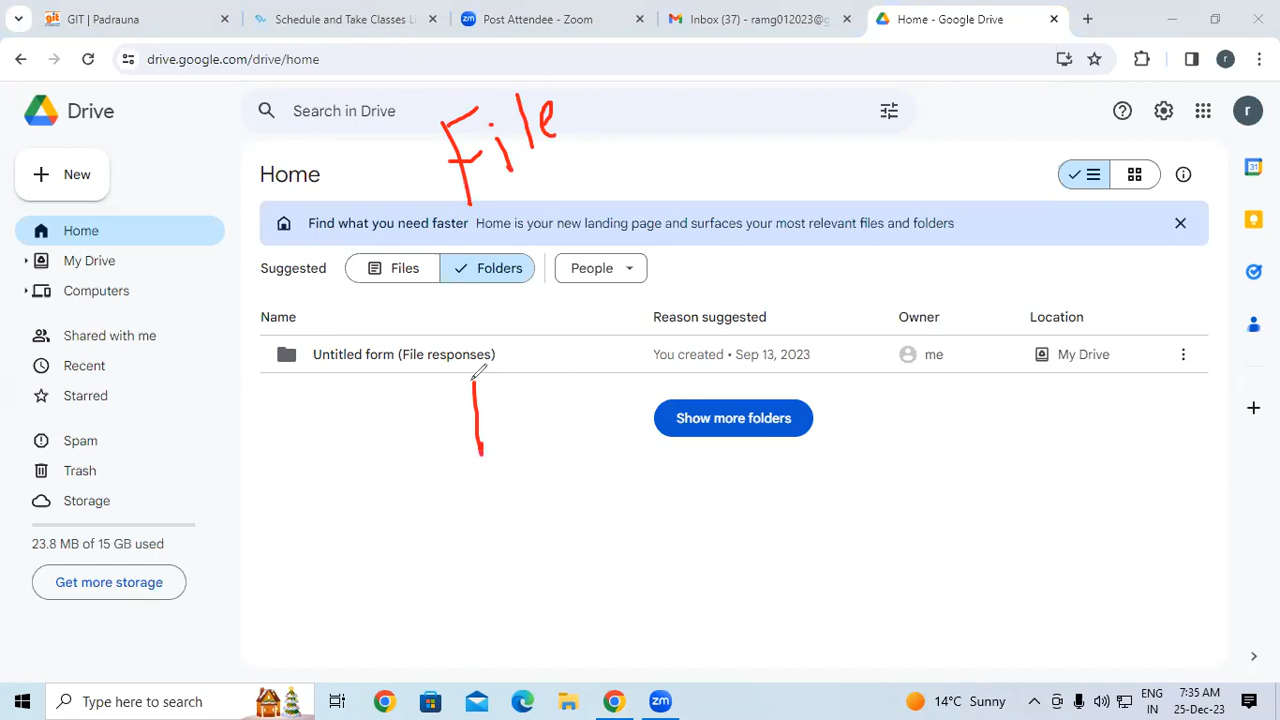 GIT | Padrauna
Schedule and Take Classes Li
zm Post Attendee - Zoom
Inbox (37) - ramg012023@g
Home - Google Drive
drive.google.com/drive/home
r
Drive
Search in Drive
r
File
New
Home
31
Find what you need faster Home is your new landing page and surfaces your most relevant files and folders
Home
My Drive
Computers
Shared with me
Recent
Starred
Spam
Trash
Storage
23.8 MB of 15 GB used
Get more storage
Suggested Files Folders People
Name Reason suggested Owner Location
Untitled form (File responses) You created • Sep 13, 2023 me My Drive
Show more folders
Type here to search
zm
14°C Sunny
ENG
IN
7:35 AM
25-Dec-23